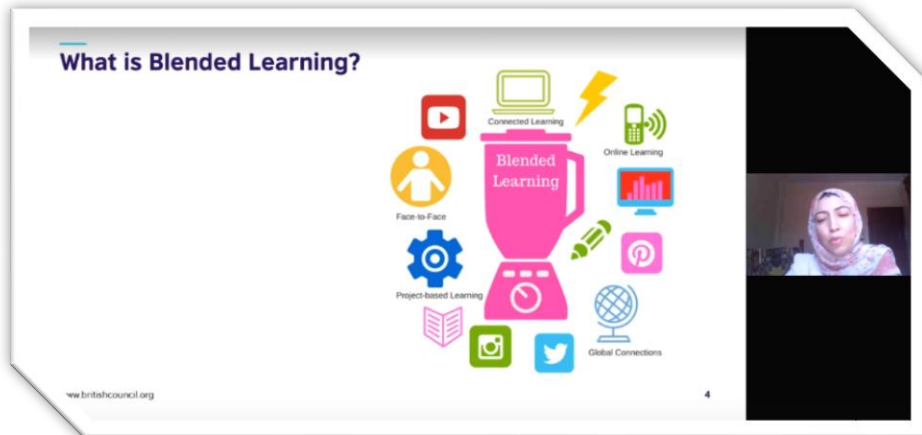 What is Blended Learning?
Connected Learning
Blended
Learning
Online Learning
Face-to-Face
Project-based Learning
Global Connections
ww.britishcouncil.org
4